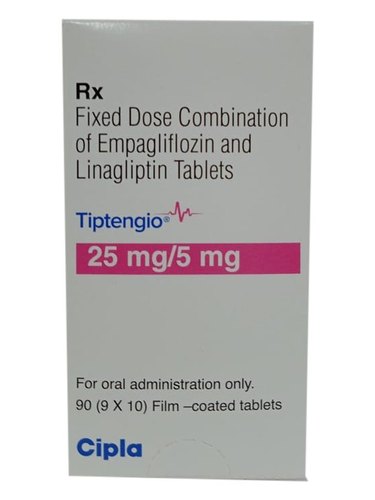 Rx
Fixed Dose Combination
of Empagliflozin and
Linagliptin Tablets
Tiptengio®
25 mg/5 mg
For oral administration only.
90 (9 X 10) Film –coated tablets
Cipla